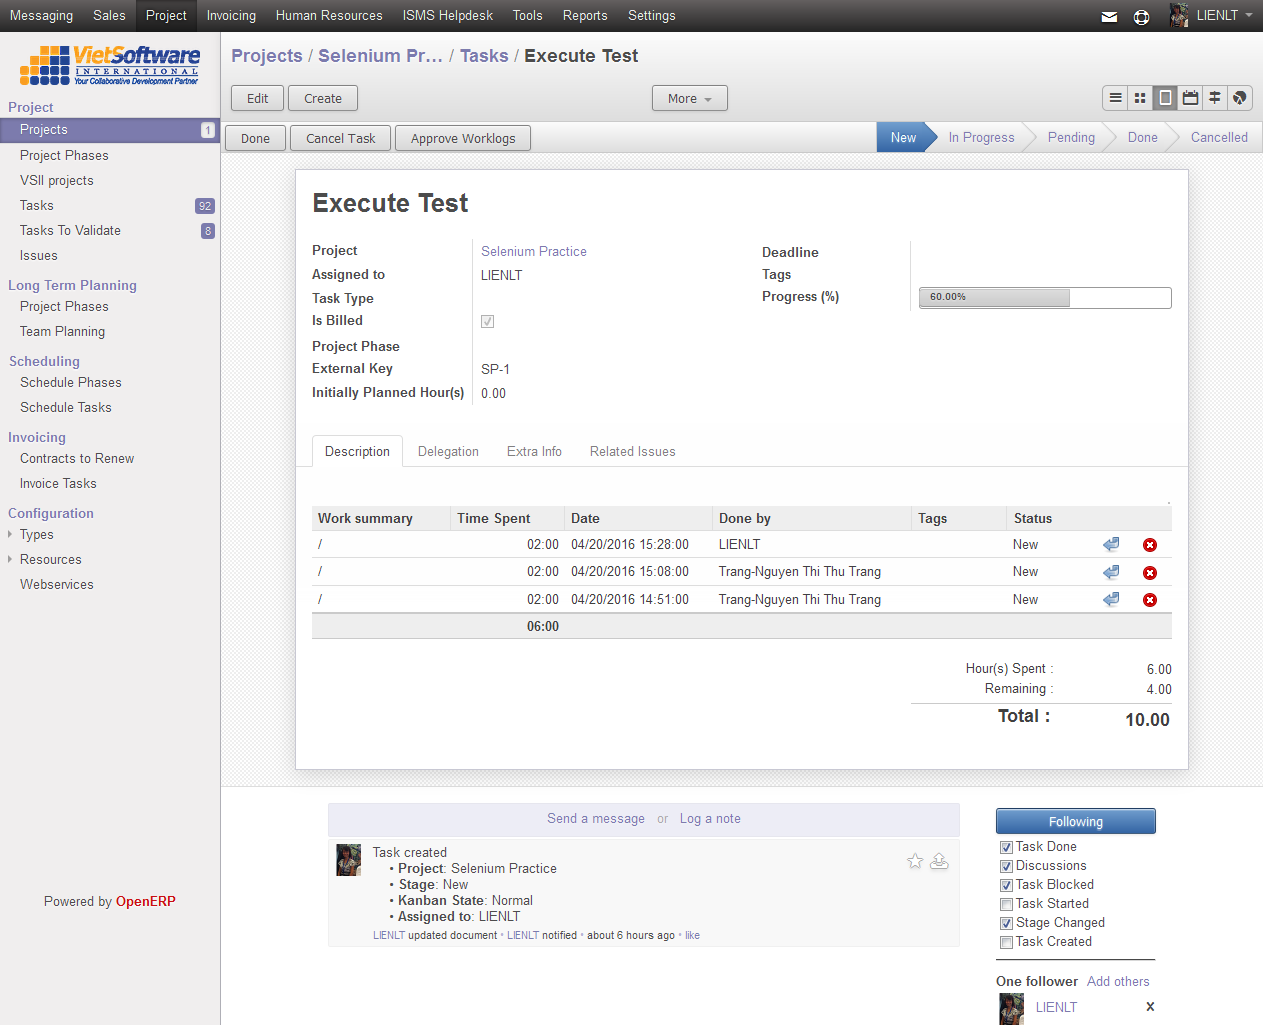 Messaging Sales Project Invoicing Human Resources ISMS Helpdesk Tools Reports Settings LIENLT
VietSoftware
INTERNATIONAL
Your Collaborative Development Partner
Project
Projects 1
Project Phases
VSII projects
Tasks 92
Tasks To Validate 8
Issues
Long Term Planning
Project Phases
Team Planning
Scheduling
Schedule Phases
Schedule Tasks
Invoicing
Contracts to Renew
Invoice Tasks
Configuration
Types
Resources
Webservices
Powered by OpenERP
Projects / Selenium Pr... / Tasks / Execute Test
Edit Create More
Done Cancel Task Approve Worklogs New In Progress Pending Done Cancelled
Execute Test
Project Selenium Practice
Assigned to LIENLT
Task Type
Is Billed
Project Phase
External Key SP-1
Initially Planned Hour(s) 0.00
Deadline
Tags
Progress (%) 60.00%
Description Delegation Extra Info Related Issues
Work summary Time Spent Date Done by Tags Status
/ 02:00 04/20/2016 15:28:00 LIENLT New
/ 02:00 04/20/2016 15:08:00 Trang-Nguyen Thi Thu Trang New
/ 02:00 04/20/2016 14:51:00 Trang-Nguyen Thi Thu Trang New
06:00
Hour(s) Spent : 6.00
Remaining : 4.00
Total : 10.00
Send a message or Log a note
Task created
• Project: Selenium Practice
• Stage: New
• Kanban State: Normal
• Assigned to: LIENLT
LIENLT updated document • LIENLT notified • about 6 hours ago • like
Following
Task Done
Discussions
Task Blocked
Task Started
Stage Changed
Task Created
One follower Add others
LIENLT x